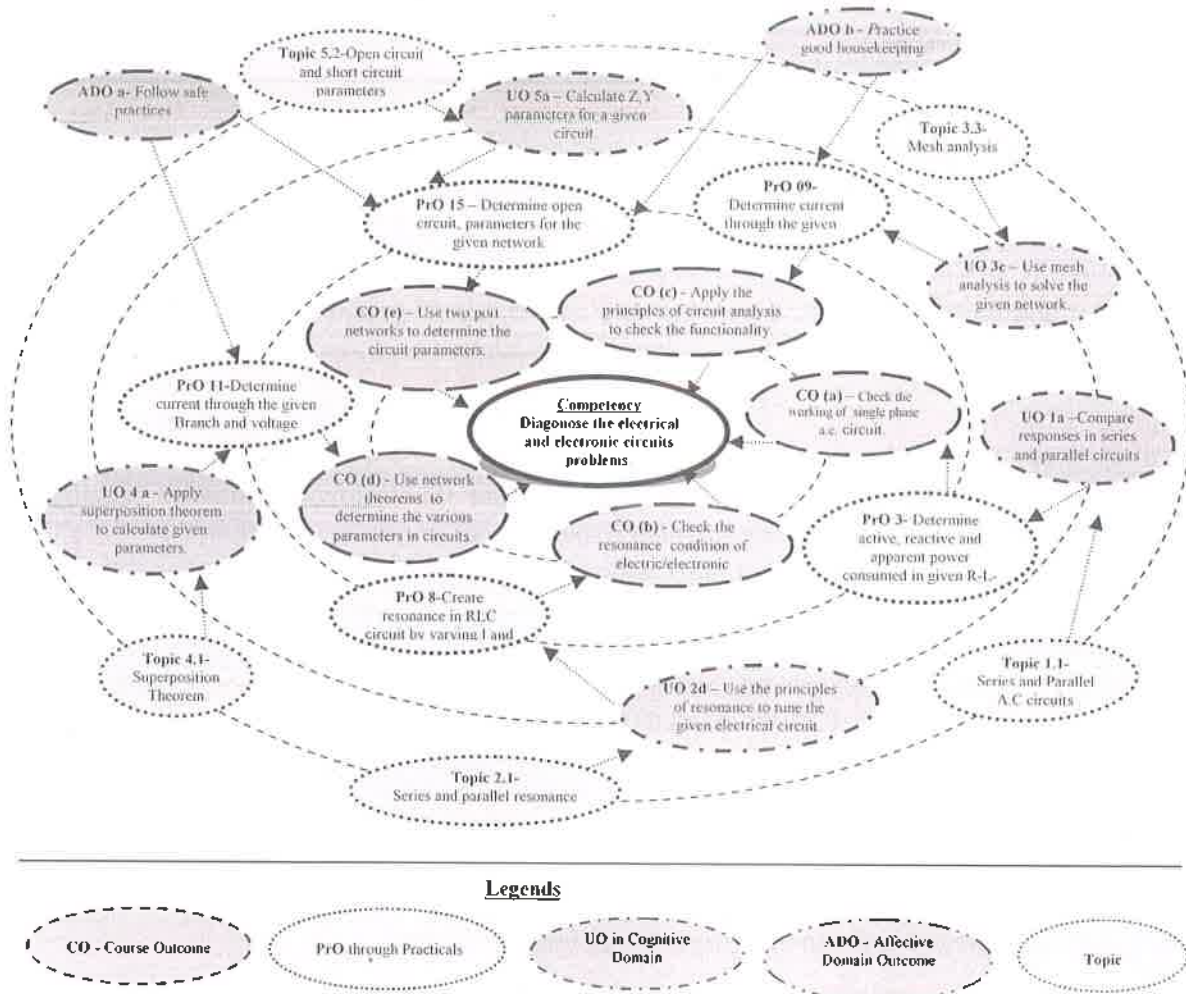 ADO b - Practice
good housekeeping
Topic 5.2-Open circuit
and short circuit
parameters
ADO a- Follow safe
practices
UO 5a – Calculate Z,Y
parameters for a given
circuit
Topic 3.3-
Mesh analysis
PrO 15 – Determine open
circuit, parameters for the
given network
PrO 09-
Determine current
through the given
UO 3c – Use mesh
analysis to solve the
given network.
CO (e) – Use two port
networks to determine the
circuit parameters.
CO (c) - Apply the
principles of circuit analysis
to check the functionality.
PrO 11-Determine
current through the given
Branch and voltage
Competency
Diagonose the electrical
and electronic circuits
problems
CO (a) – Check the
working of single phase
a.c. circuit.
UO 1a –Compare
responses in series
and parallel circuits
UO 4 a - Apply
superposition theorem
to calculate given
parameters.
CO (d) - Use network
theorems to
determine the various
parameters in circuits
CO (b) - Check the
resonance condition of
electric/electronic
PrO 3- Determine
active, reactive and
apparent power
consumed in given R-L-
PrO 8-Create
resonance in RLC
circuit by varying l and
Topic 4.1-
Superposition
Theorem
UO 2d – Use the principles
of resonance to tune the
given electrical circuit
Topic 1.1-
Series and Parallel
A.C circuits
Topic 2.1-
Series and parallel resonance
Legends
CO - Course Outcome
PrO through Practicals
UO in Cognitive
Domain
ADO - Affective
Domain Outcome
Topic